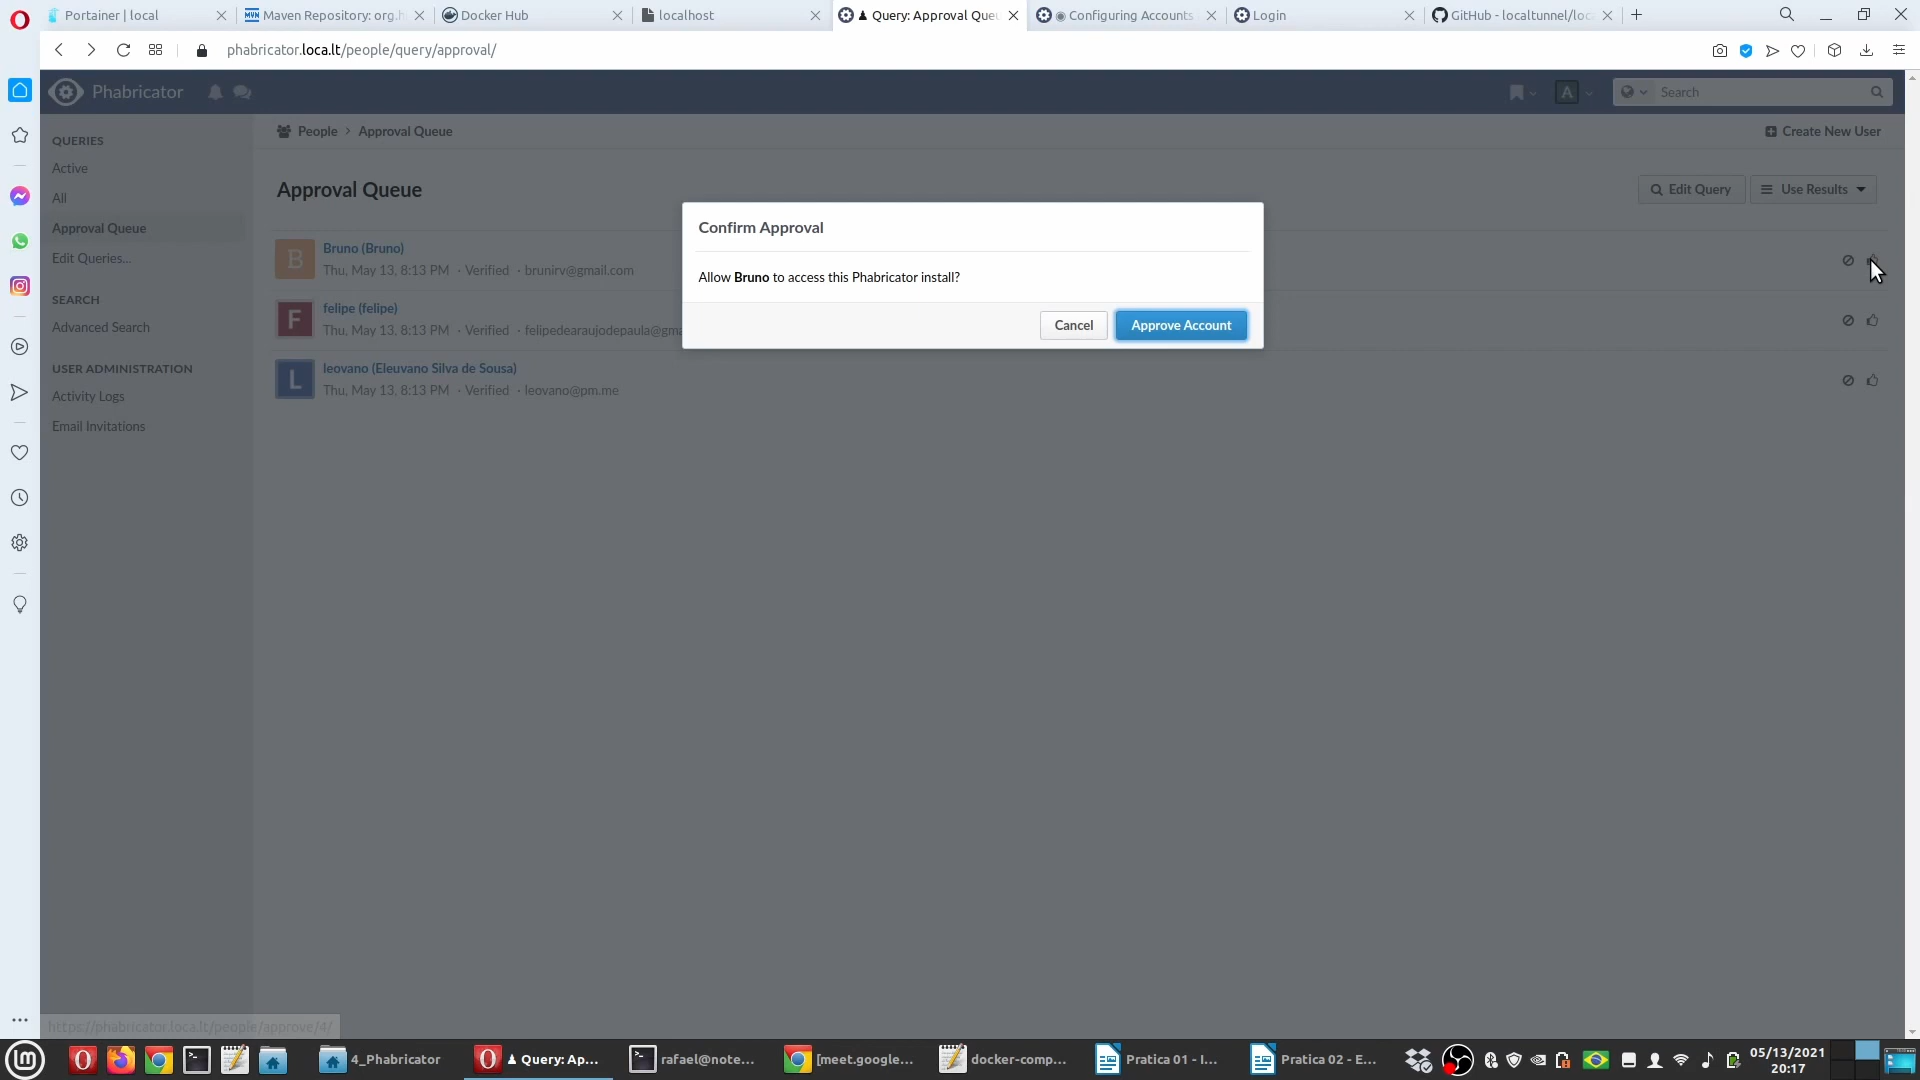 Portainer | local
Maven Repository: org.h
Docker Hub
localhost
♟ Query: Approval Queu
◉ Configuring Accounts
Login
GitHub - localtunnel/loc
phabricator.loca.lt/people/query/approval/
Phabricator
A
Search
QUERIES
Active
All
Approval Queue
Edit Queries...
SEARCH
Advanced Search
USER ADMINISTRATION
Activity Logs
Email Invitations
People > Approval Queue
Create New User
Approval Queue
Edit Query
Use Results
B
Bruno (Bruno)
Thu, May 13, 8:13 PM · Verified · brunirv@gmail.com
F
felipe (felipe)
Thu, May 13, 8:13 PM · Verified · felipedearaujodepaula@gma
L
leovano (Eleuvano Silva de Sousa)
Thu, May 13, 8:13 PM · Verified · leovano@pm.me
Confirm Approval
Allow Bruno to access this Phabricator install?
Cancel
Approve Account
https://phabricator.loca.lt/people/approve/4/
4_Phabricator
♟ Query: Ap...
rafael@note...
[meet.google...
docker-comp...
Pratica 01 - I...
Pratica 02 - E...
05/13/2021
20:17